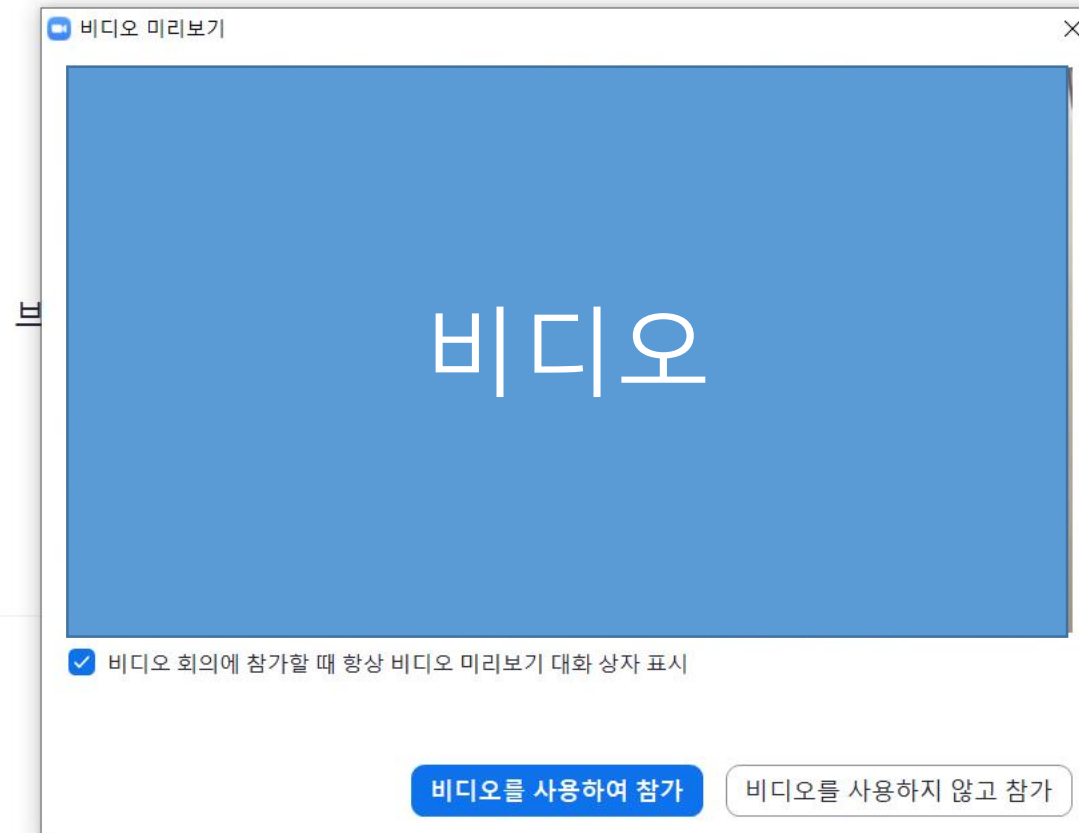 비디오 미리보기
비디오
브
비디오 회의에 참가할 때 항상 비디오 미리보기 대화 상자 표시
비디오를 사용하여 참가
비디오를 사용하지 않고 참가